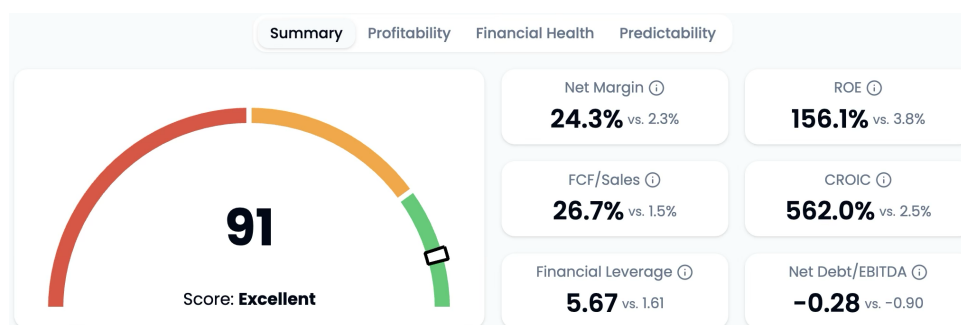 Summary Profitability Financial Health Predictability
Net Margin
24.3% vs. 2.3%
ROE
156.1% vs. 3.8%
91
Score: Excellent
FCF/Sales
26.7% vs. 1.5%
CROIC
562.0% vs. 2.5%
Financial Leverage
5.67 vs. 1.61
Net Debt/EBITDA
-0.28 vs. -0.90